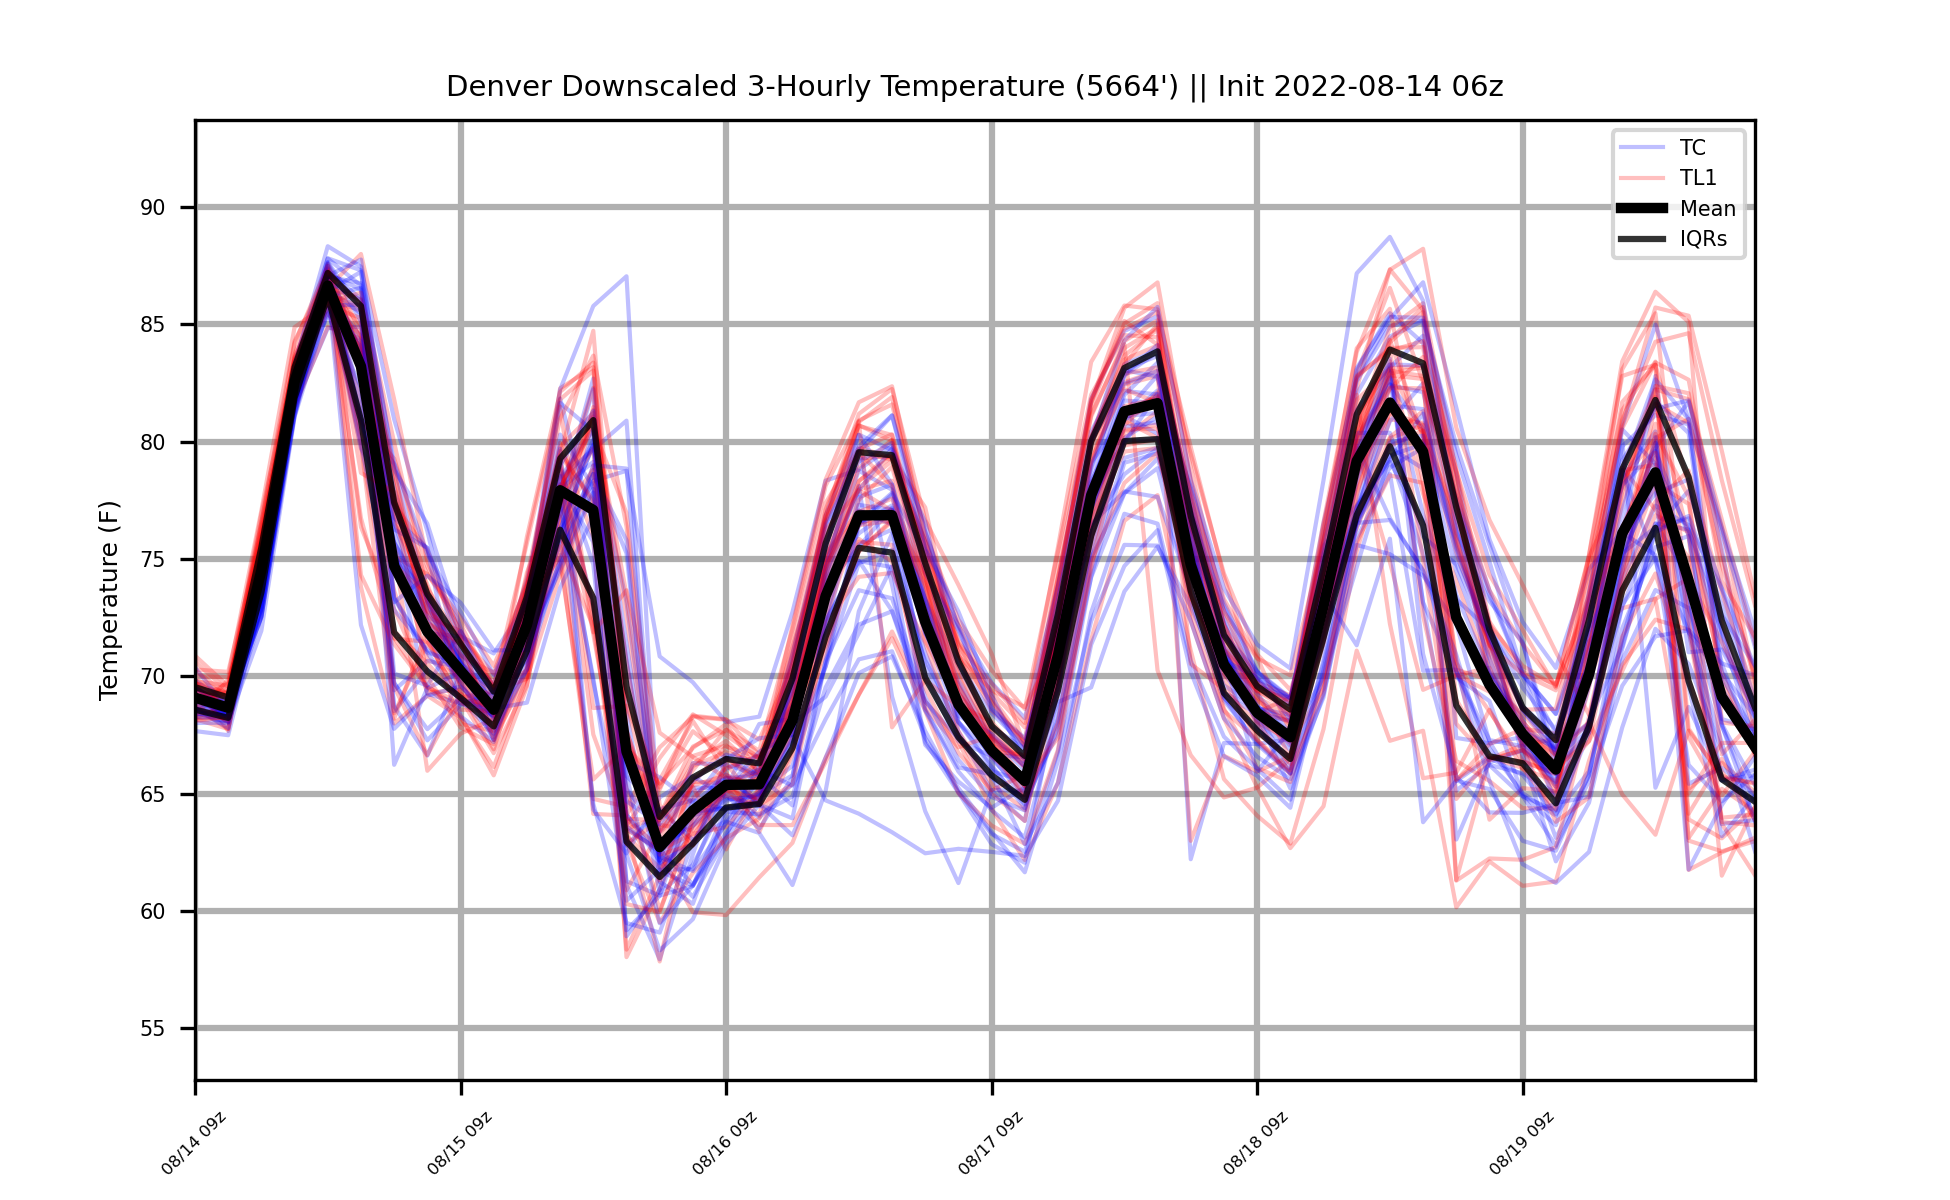 Denver Downscaled 3-Hourly Temperature (5664') || Init 2022-08-14 06z
TC
TL1
Mean
IQRs
Temperature (F)
90
85
80
75
70
65
60
55
08/14 09z
08/15 09z
08/16 09z
08/17 09z
08/18 09z
08/19 09z